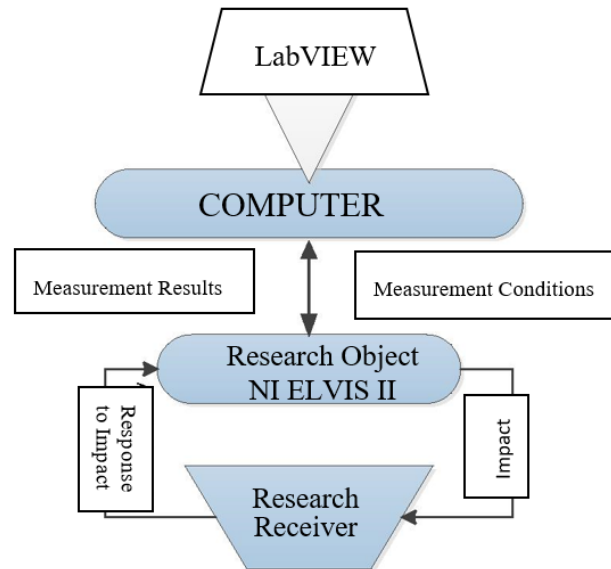 LabVIEW
COMPUTER
Measurement Results
Measurement Conditions
Research Object
NI ELVIS II
Response
to Impact
Impact
Research
Receiver